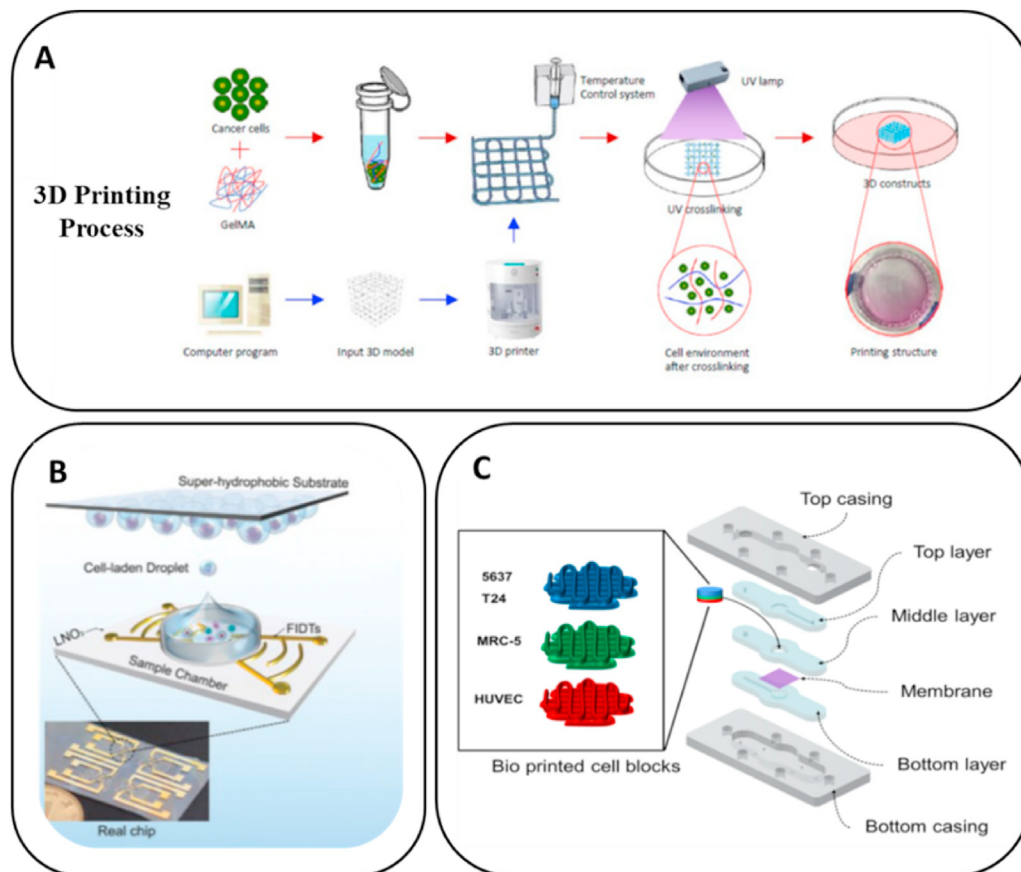 A
3D Printing
Process
Cancer cells
GelMA
Temperature
Control system
UV lamp
UV crosslinking
3D constructs
Computer program
Input 3D model
3D printer
Cell environment
after crosslinking
Printing structure
B
Super-hydrophobic Substrate
Cell-laden Droplet
LNO₃
FIDTs
Sample Chamber
Real chip
C
5637
T24
MRC-5
HUVEC
Bio printed cell blocks
Top casing
Top layer
Middle layer
Membrane
Bottom layer
Bottom casing